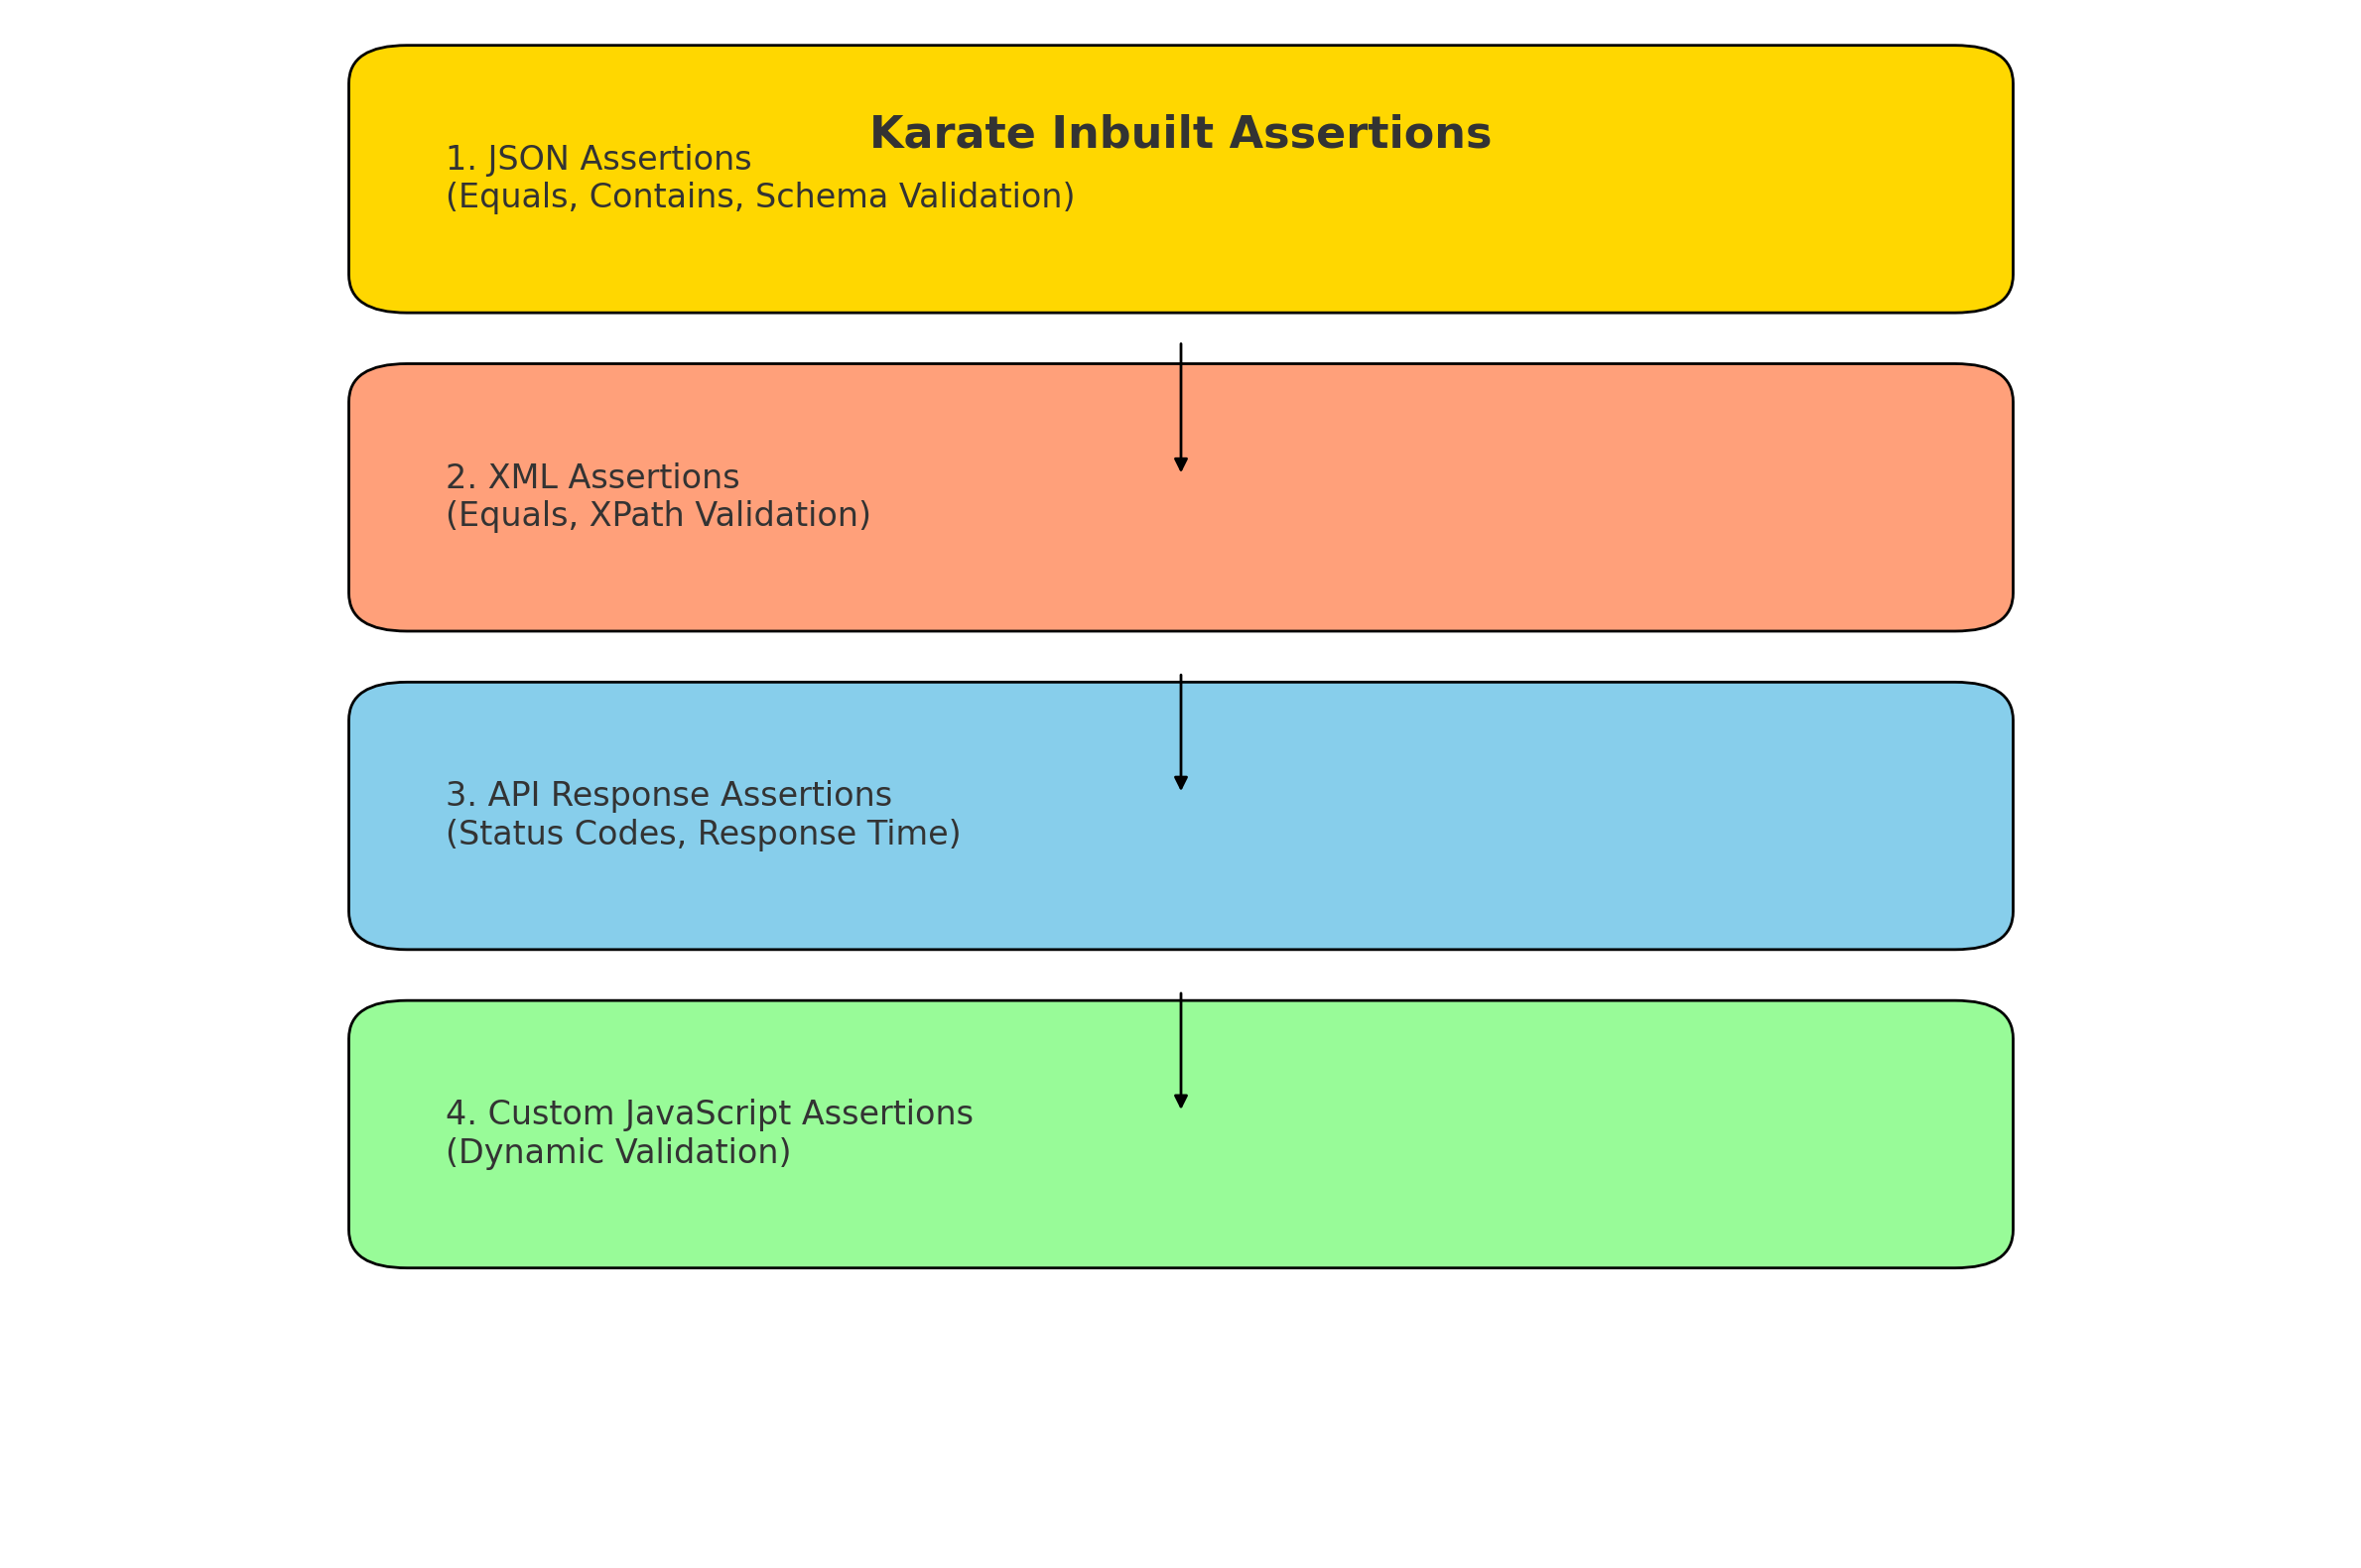 Karate Inbuilt Assertions
1. JSON Assertions
(Equals, Contains, Schema Validation)
2. XML Assertions
(Equals, XPath Validation)
3. API Response Assertions
(Status Codes, Response Time)
4. Custom JavaScript Assertions
(Dynamic Validation)